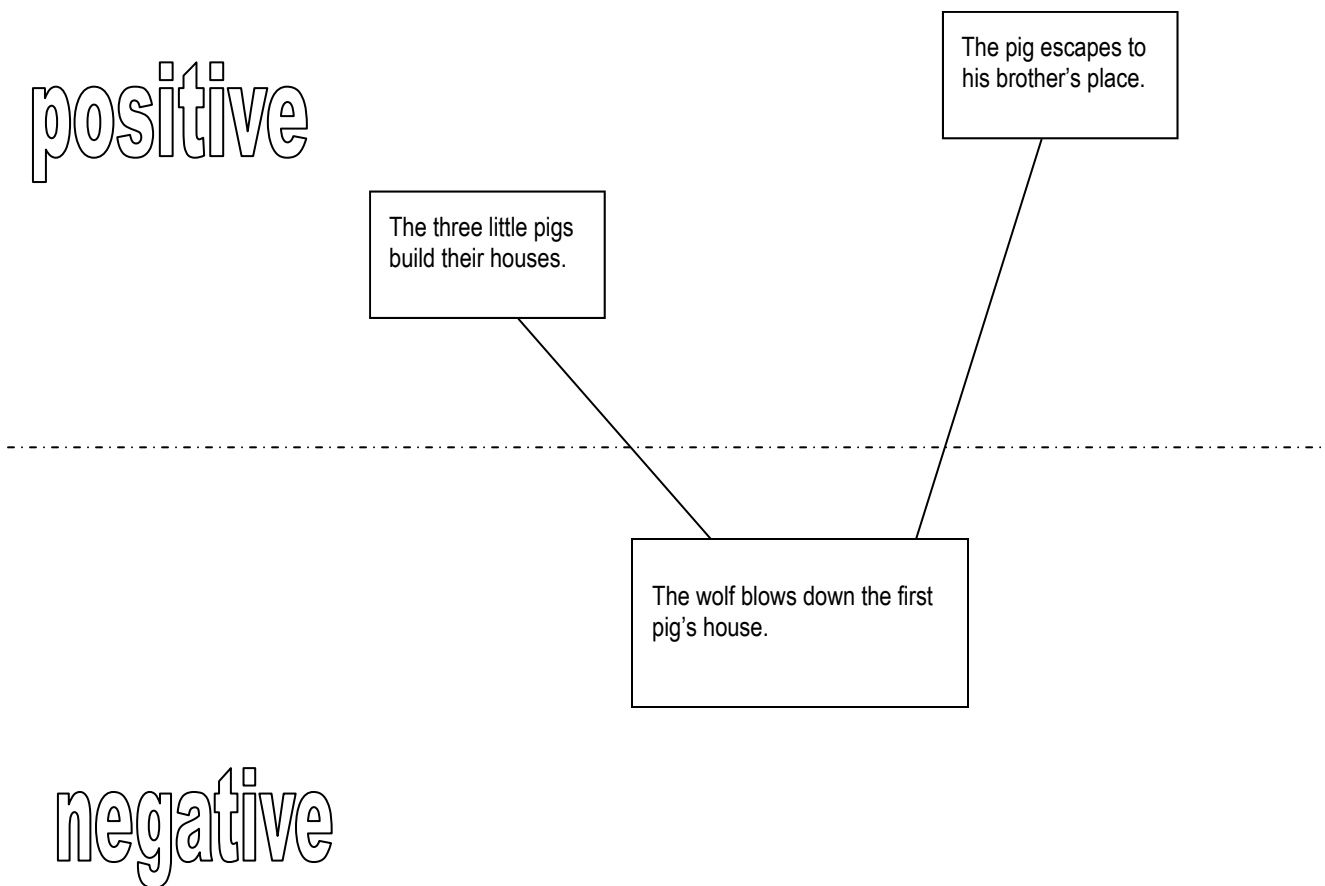 positive
The pig escapes to
his brother’s place.
The three little pigs
build their houses.
The wolf blows down the first
pig’s house.
negative